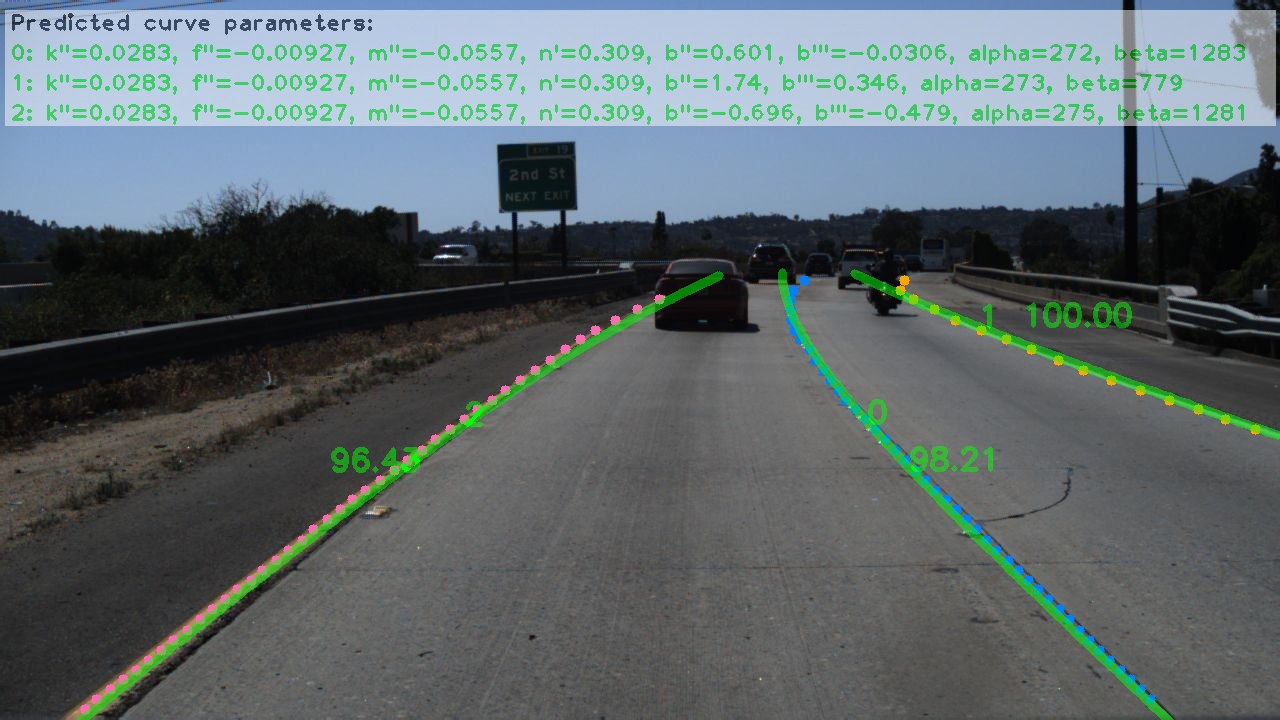 Predicted curve parameters:
0: k''=0.0283, f''=-0.00927, m''=-0.0557, n'=0.309, b''=0.601, b'''=-0.0306, alpha=272, beta=1283
1: k''=0.0283, f''=-0.00927, m''=-0.0557, n'=0.309, b''=1.74, b'''=0.346, alpha=273, beta=779
2: k''=0.0283, f''=-0.00927, m''=-0.0557, n'=0.309, b''=-0.696, b'''=-0.479, alpha=275, beta=1281
EXIT 19
2nd St
NEXT EXIT
1 100.00
2
0
96.43
98.21